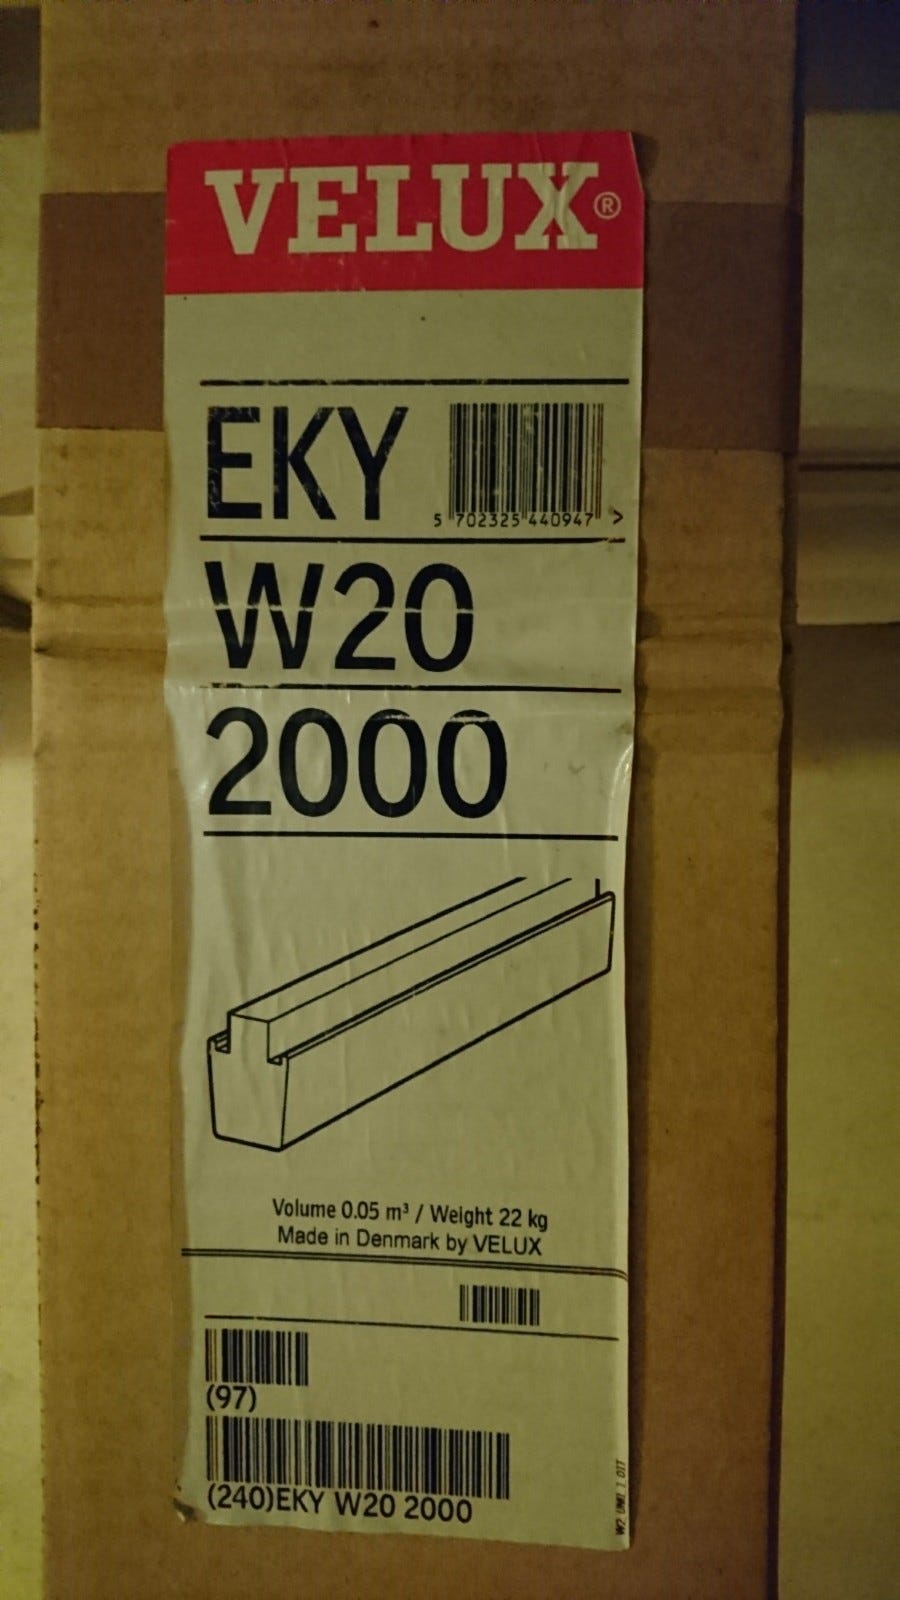 VELUX®
EKY
5 702325 440947 >
W20
2000
Volume 0.05 m³ / Weight 22 kg
Made in Denmark by VELUX
(97)
(240)EKY W20 2000